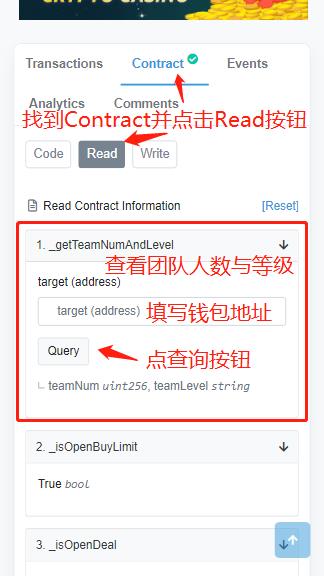 CRYPTO CASINO
Transactions
Contract
Events
Analytics
Comments
找到Contract并点击Read按钮
Code
Read
Write
Read Contract Information
[Reset]
1. _getTeamNumAndLevel
查看团队人数与等级
target (address)
target (address)
填写钱包地址
Query
点查询按钮
teamNum uint256, teamLevel string
2. _isOpenBuyLimit
True bool
3. _isOpenDeal